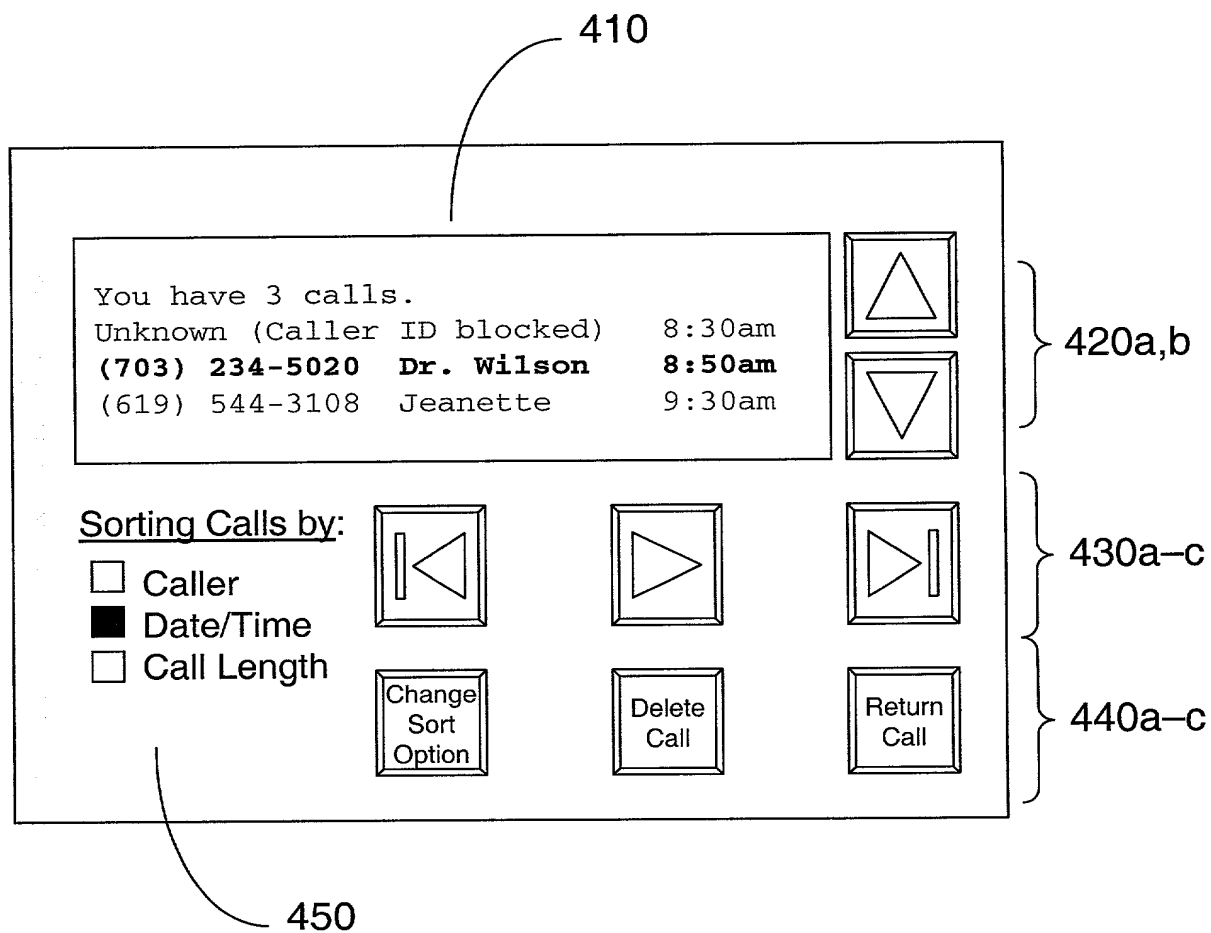 410
You have 3 calls.
Unknown (Caller ID blocked) 8:30am
(703) 234-5020 Dr. Wilson 8:50am
(619) 544-3108 Jeanette 9:30am
420a,b
Sorting Calls by:
Caller
Date/Time
Call Length
430a–c
Change
Sort
Option
Delete
Call
Return
Call
440a–c
450